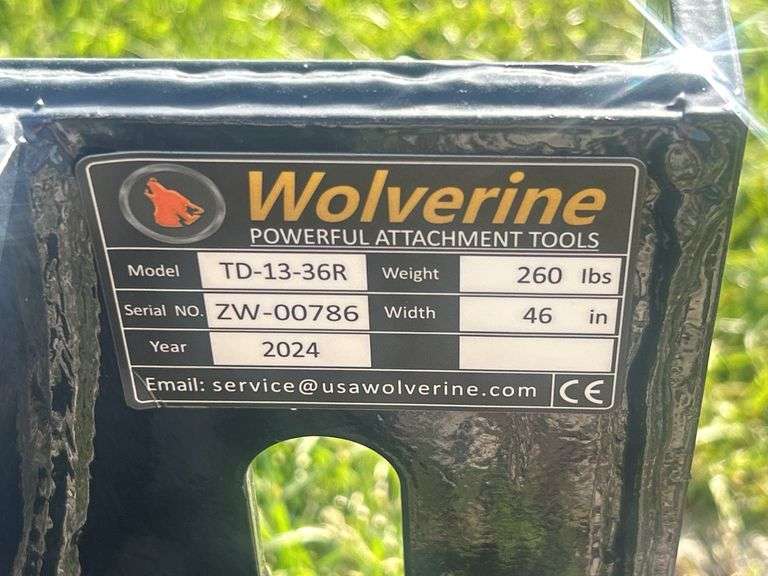 Wolverine
POWERFUL ATTACHMENT TOOLS
Model TD-13-36R Weight 260 lbs
Serial NO. ZW-00786 Width 46 in
Year 2024
Email: service@usawolverine.com CE